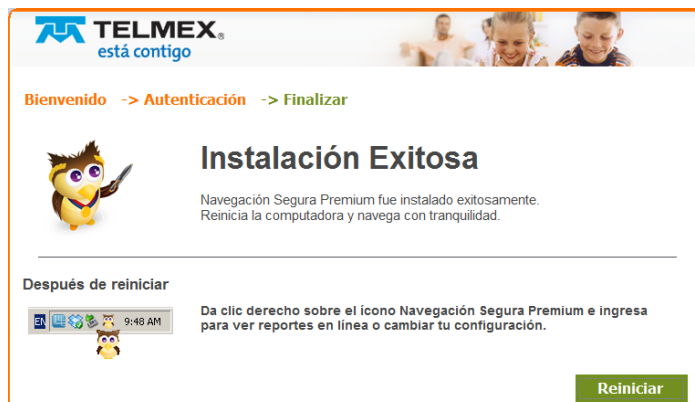 TELMEX®
está contigo
Bienvenido -> Autenticación -> Finalizar
Instalación Exitosa
Navegación Segura Premium fue instalado exitosamente.
Reinicia la computadora y navega con tranquilidad.
Después de reiniciar
EN 9:48 AM
Da clic derecho sobre el ícono Navegación Segura Premium e ingresa
para ver reportes en línea o cambiar tu configuración.
Reiniciar